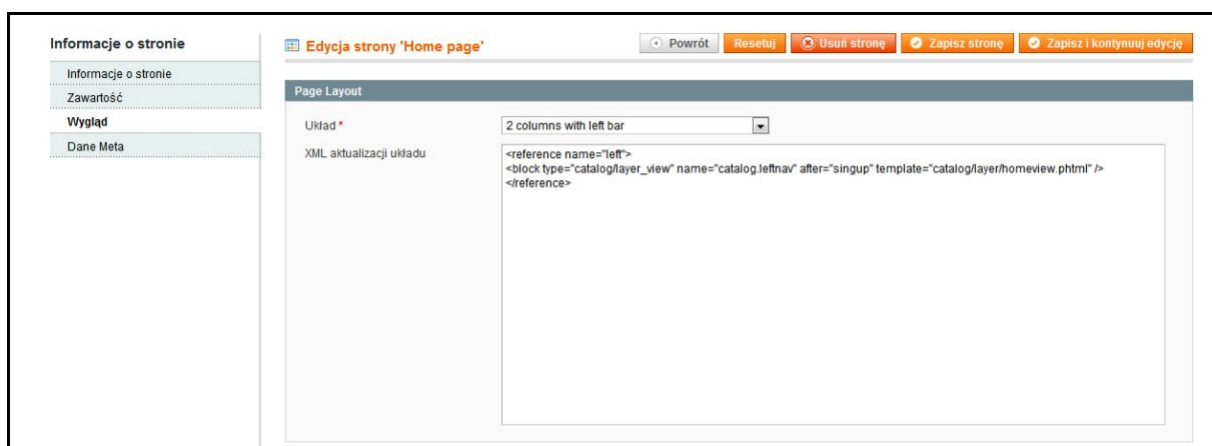 Informacje o stronie
Informacje o stronie
Zawartość
Wygląd
Dane Meta
Edycja strony 'Home page'
Powrót Resetuj Usuń stronę Zapisz stronę Zapisz i kontynuuj edycję
Page Layout
Układ * 2 columns with left bar
XML aktualizacji układu
<reference name="left">
<block type="catalog/layer_view" name="catalog.leftnav" after="singup" template="catalog/layer/homeview.phtml" />
</reference>